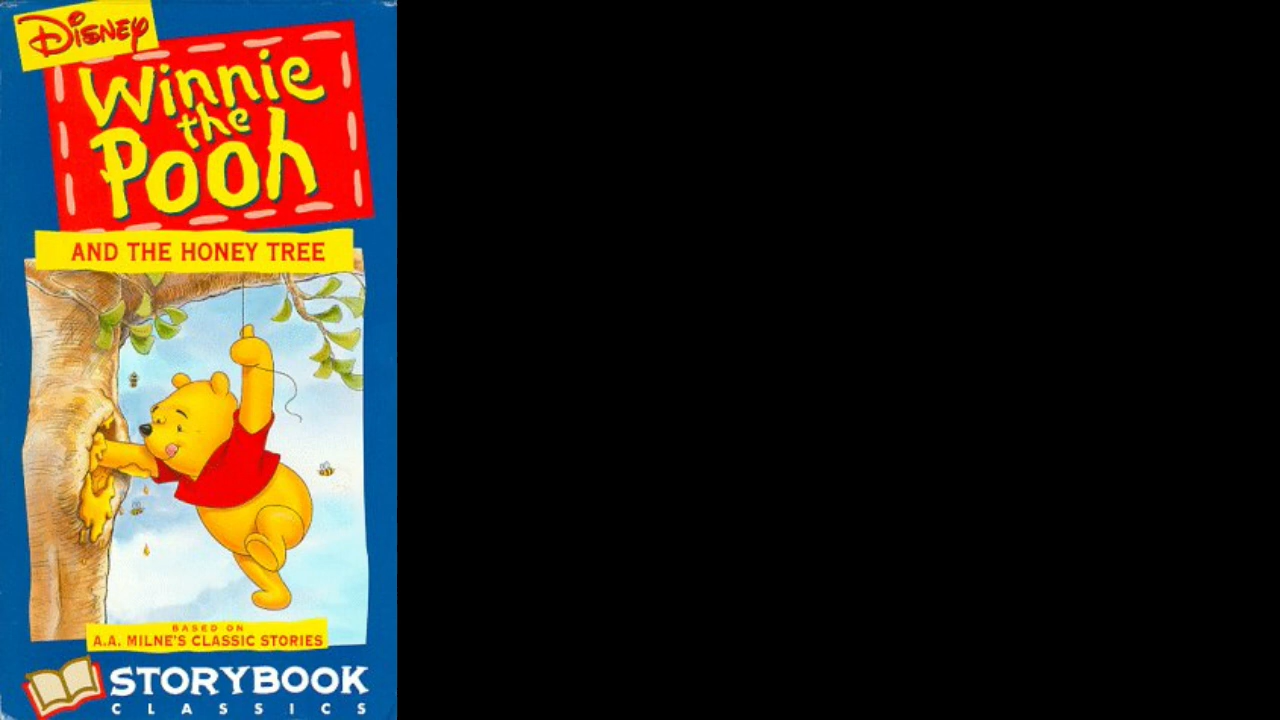 Disney
Winnie
the
Pooh
AND THE HONEY TREE
BASED ON
A.A. MILNE'S CLASSIC STORIES
STORYBOOK
CLASSICS